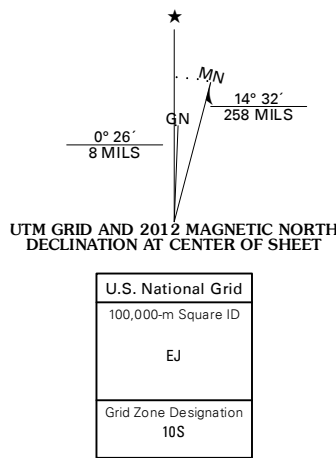 ★
MN
GN
14° 32´
258 MILS
0° 26´
8 MILS
UTM GRID AND 2012 MAGNETIC NORTH
DECLINATION AT CENTER OF SHEET
U.S. National Grid
100,000-m Square ID
EJ
Grid Zone Designation
10S